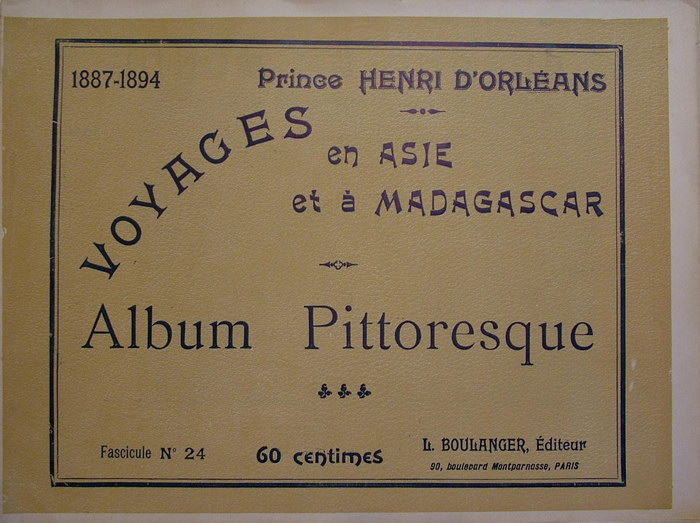 1887-1894
Prince HENRI D'ORLÉANS
VOYAGES
en ASIE
et à MADAGASCAR
Album Pittoresque
Fascicule N° 24
60 centimes
L. BOULANGER, Éditeur
90, boulevard Montparnasse, PARIS